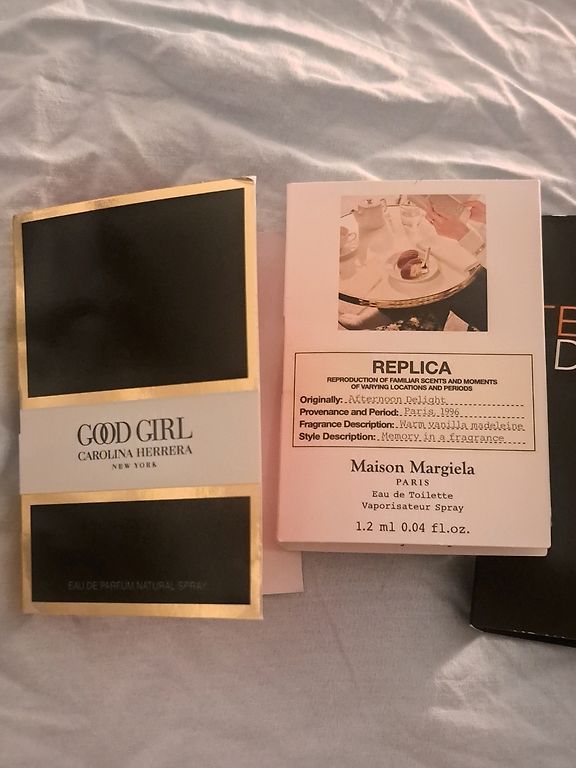 GOOD GIRL
CAROLINA HERRERA
NEW YORK
EAU DE PARFUM NATURAL SPRAY
REPLICA
REPRODUCTION OF FAMILIAR SCENTS AND MOMENTS
OF VARYING LOCATIONS AND PERIODS
Originally: Afternoon Delight
Provenance and Period: Paris, 1996
Fragrance Description: Warm vanilla madeleine
Style Description: Memory in a fragrance
Maison Margiela
PARIS
Eau de Toilette
Vaporisateur Spray
1.2 ml 0.04 fl.oz.
TE
D